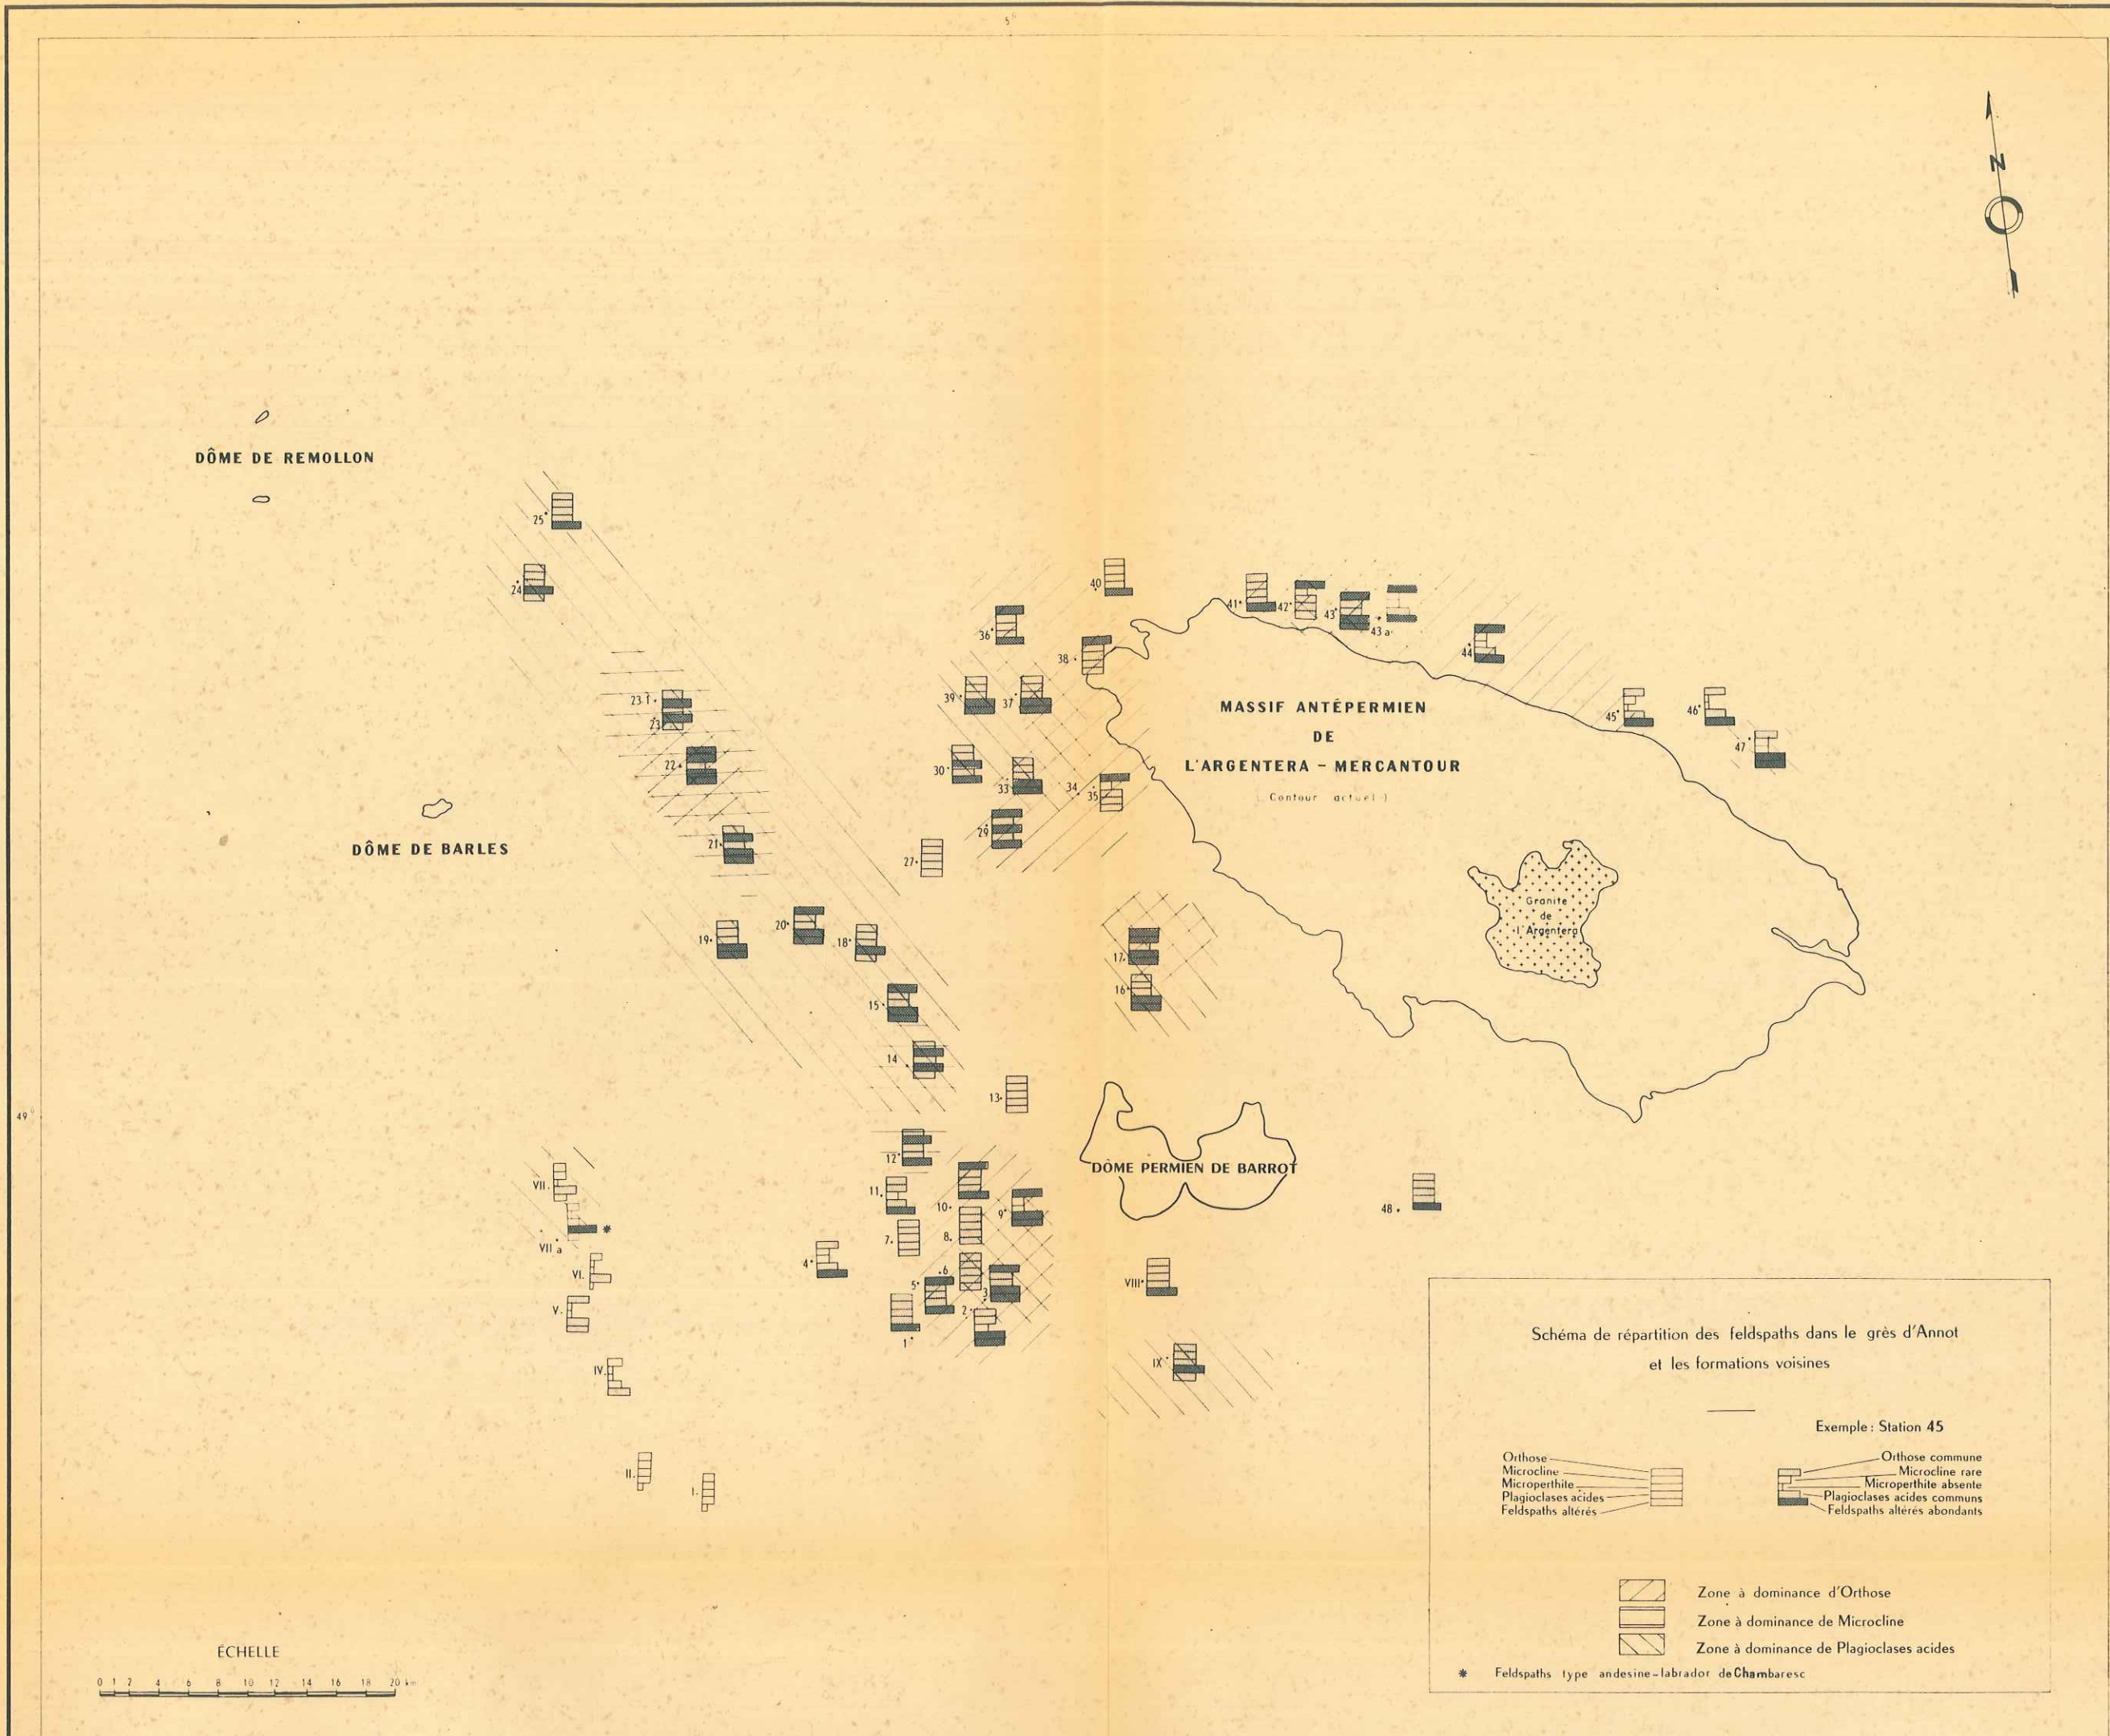 5°
N
DÔME DE REMOLLON
25
24
40
41
42
43
43 a
36
38
44
39
37
45
46
47
23 f
23
22
MASSIF ANTÉPERMIEN
DE
L'ARGENTERA - MERCANTOUR
(Contour actuel)
30
33
34
35
29
21
27
DÔME DE BARLES
Granite
de
l'Argentera
19
20
18
17
16
15
14
13
49°
12
DÔME PERMIEN DE BARROT
VII
11
10
9
48
7
8
VII a
*
VI
4
6
5
3
VIII
V
2
1
IX
IV
II
I
Schéma de répartition des feldspaths dans le grès d'Annot
et les formations voisines
Exemple : Station 45
Orthose
Microcline
Microperthite
Plagioclases acides
Feldspaths altérés
Orthose commune
Microcline rare
Microperthite absente
Plagioclases acides communs
Feldspaths altérés abondants
Zone à dominance d'Orthose
Zone à dominance de Microcline
Zone à dominance de Plagioclases acides
* Feldspaths type andesine-labrador de Chambaresc
ÉCHELLE
0 1 2 4 6 8 10 12 14 16 18 20 km